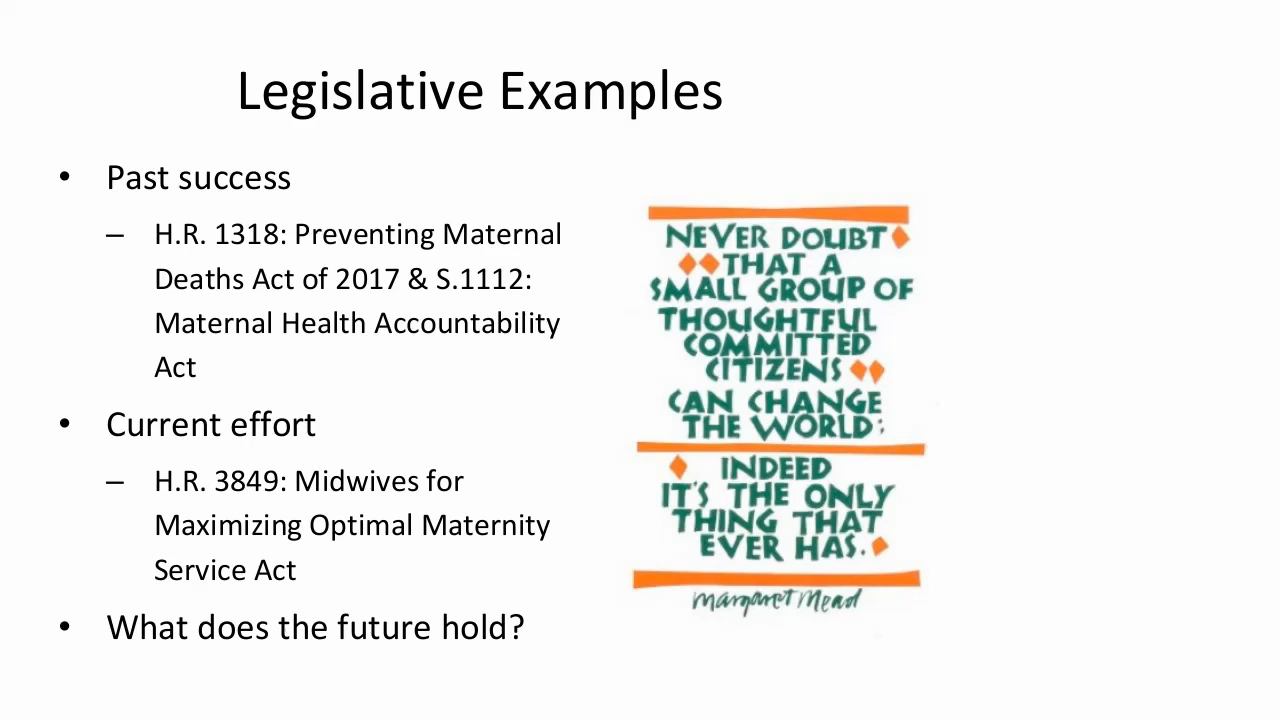 Legislative Examples
• Past success
– H.R. 1318: Preventing Maternal
Deaths Act of 2017 & S.1112:
Maternal Health Accountability
Act
• Current effort
– H.R. 3849: Midwives for
Maximizing Optimal Maternity
Service Act
• What does the future hold?
NEVER DOUBT
THAT A
SMALL GROUP OF
THOUGHTFUL
COMMITTED
CITIZENS
CAN CHANGE
THE WORLD;
INDEED
IT'S THE ONLY
THING THAT
EVER HAS.
Margaret Mead